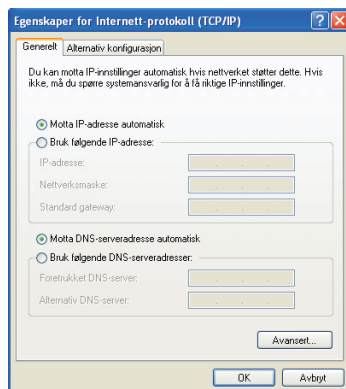 Egenskaper for Internett-protokoll (TCP/IP)
Generelt Alternativ konfigurasjon
Du kan motta IP-innstillinger automatisk hvis nettverket støtter dette. Hvis
ikke, må du spørre systemansvarlig for å få riktige IP-innstillinger.
Motta IP-adresse automatisk
Bruk følgende IP-adresse:
IP-adresse:
Nettverksmaske:
Standard gateway:
Motta DNS-serveradresse automatisk
Bruk følgende DNS-serveradresser:
Foretrukket DNS-server:
Alternativ DNS-server:
Avansert...
OK Avbryt